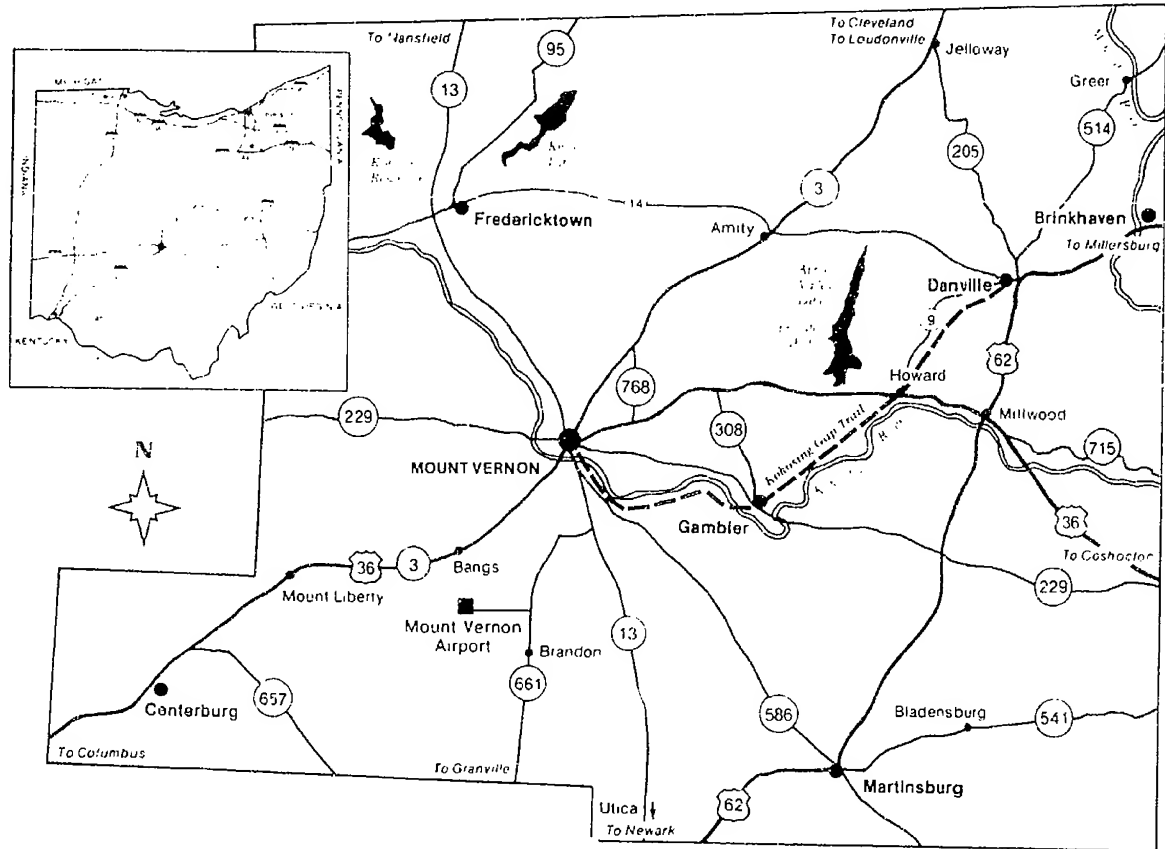 To Mansfield
13
95
To Cleveland
To Loudonville
Jelloway
Greer
514
205
3
Fredericktown
14
Amity
Brinkhaven
To Millersburg
Danville
9
62
Howard
Millwood
768
308
Kokosing Gap Trail
715
229
MOUNT VERNON
Gambler
36
To Coshocton
229
N
36
3
Bangs
Mount Liberty
Mount Vernon
Airport
Brandon
13
661
Centerburg
657
586
Bladensburg
541
To Columbus
To Granville
Martinsburg
Utica
To Newark
62
INDIANA
PENNSYLVANIA
KENTUCKY